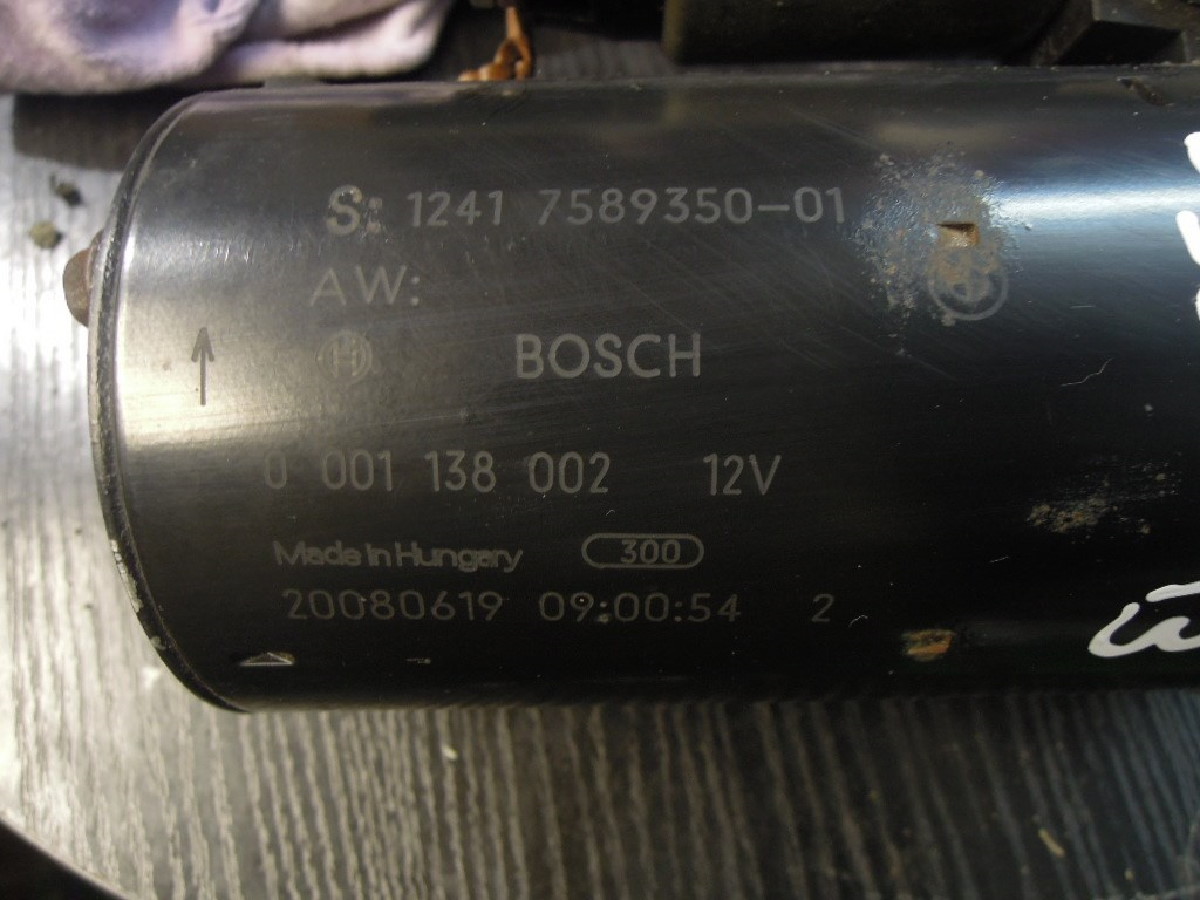 S: 1241 7589350-01
AW:
BOSCH
0 001 138 002 12V
Made in Hungary 300
20080619 09:00:54 2